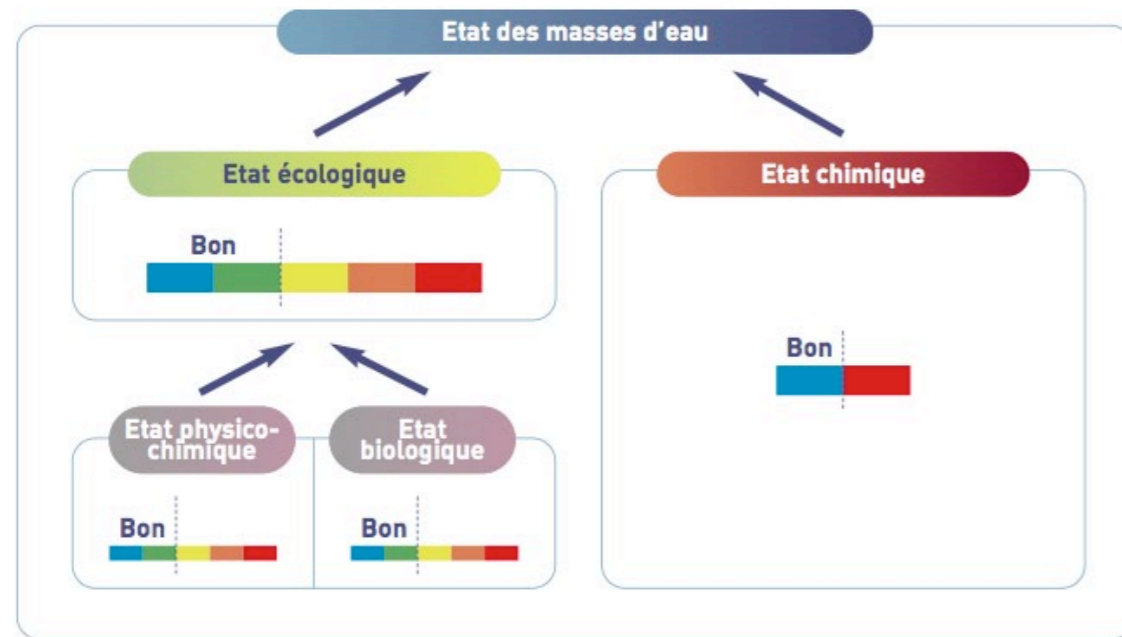 Etat des masses d'eau
Etat écologique
Etat chimique
Bon
Bon
Etat physico-
chimique
Etat
biologique
Bon
Bon